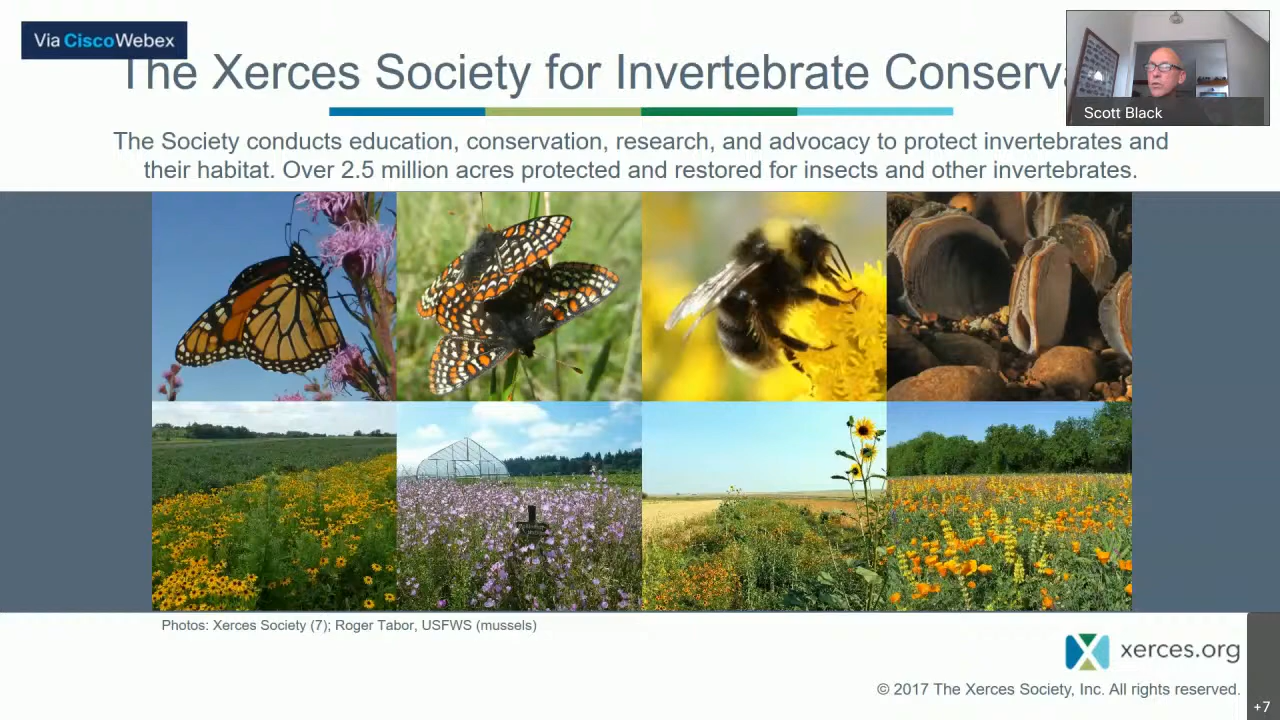 Via CiscoWebex
The Xerces Society for Invertebrate Conserva
Scott Black
The Society conducts education, conservation, research, and advocacy to protect invertebrates and
their habitat. Over 2.5 million acres protected and restored for insects and other invertebrates.
Photos: Xerces Society (7); Roger Tabor, USFWS (mussels)
xerces.org
© 2017 The Xerces Society, Inc. All rights reserved.
+7